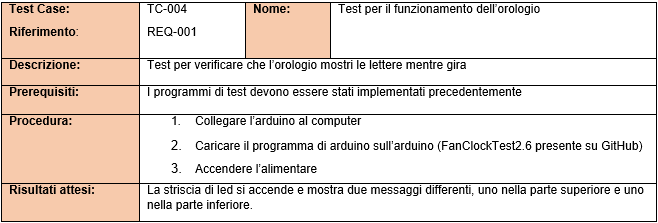 Test Case: TC-004 Nome: Test per il funzionamento dell'orologio
Riferimento: REQ-001
Descrizione: Test per verificare che l'orologio mostri le lettere mentre gira
Prerequisiti: I programmi di test devono essere stati implementati precedentemente
Procedura: 1. Collegare l'arduino al computer
2. Caricare il programma di arduino sull'arduino (FanClockTest2.6 presente su GitHub)
3. Accendere l'alimentare
Risultati attesi: La striscia di led si accende e mostra due messaggi differenti, uno nella parte superiore e uno
nella parte inferiore.